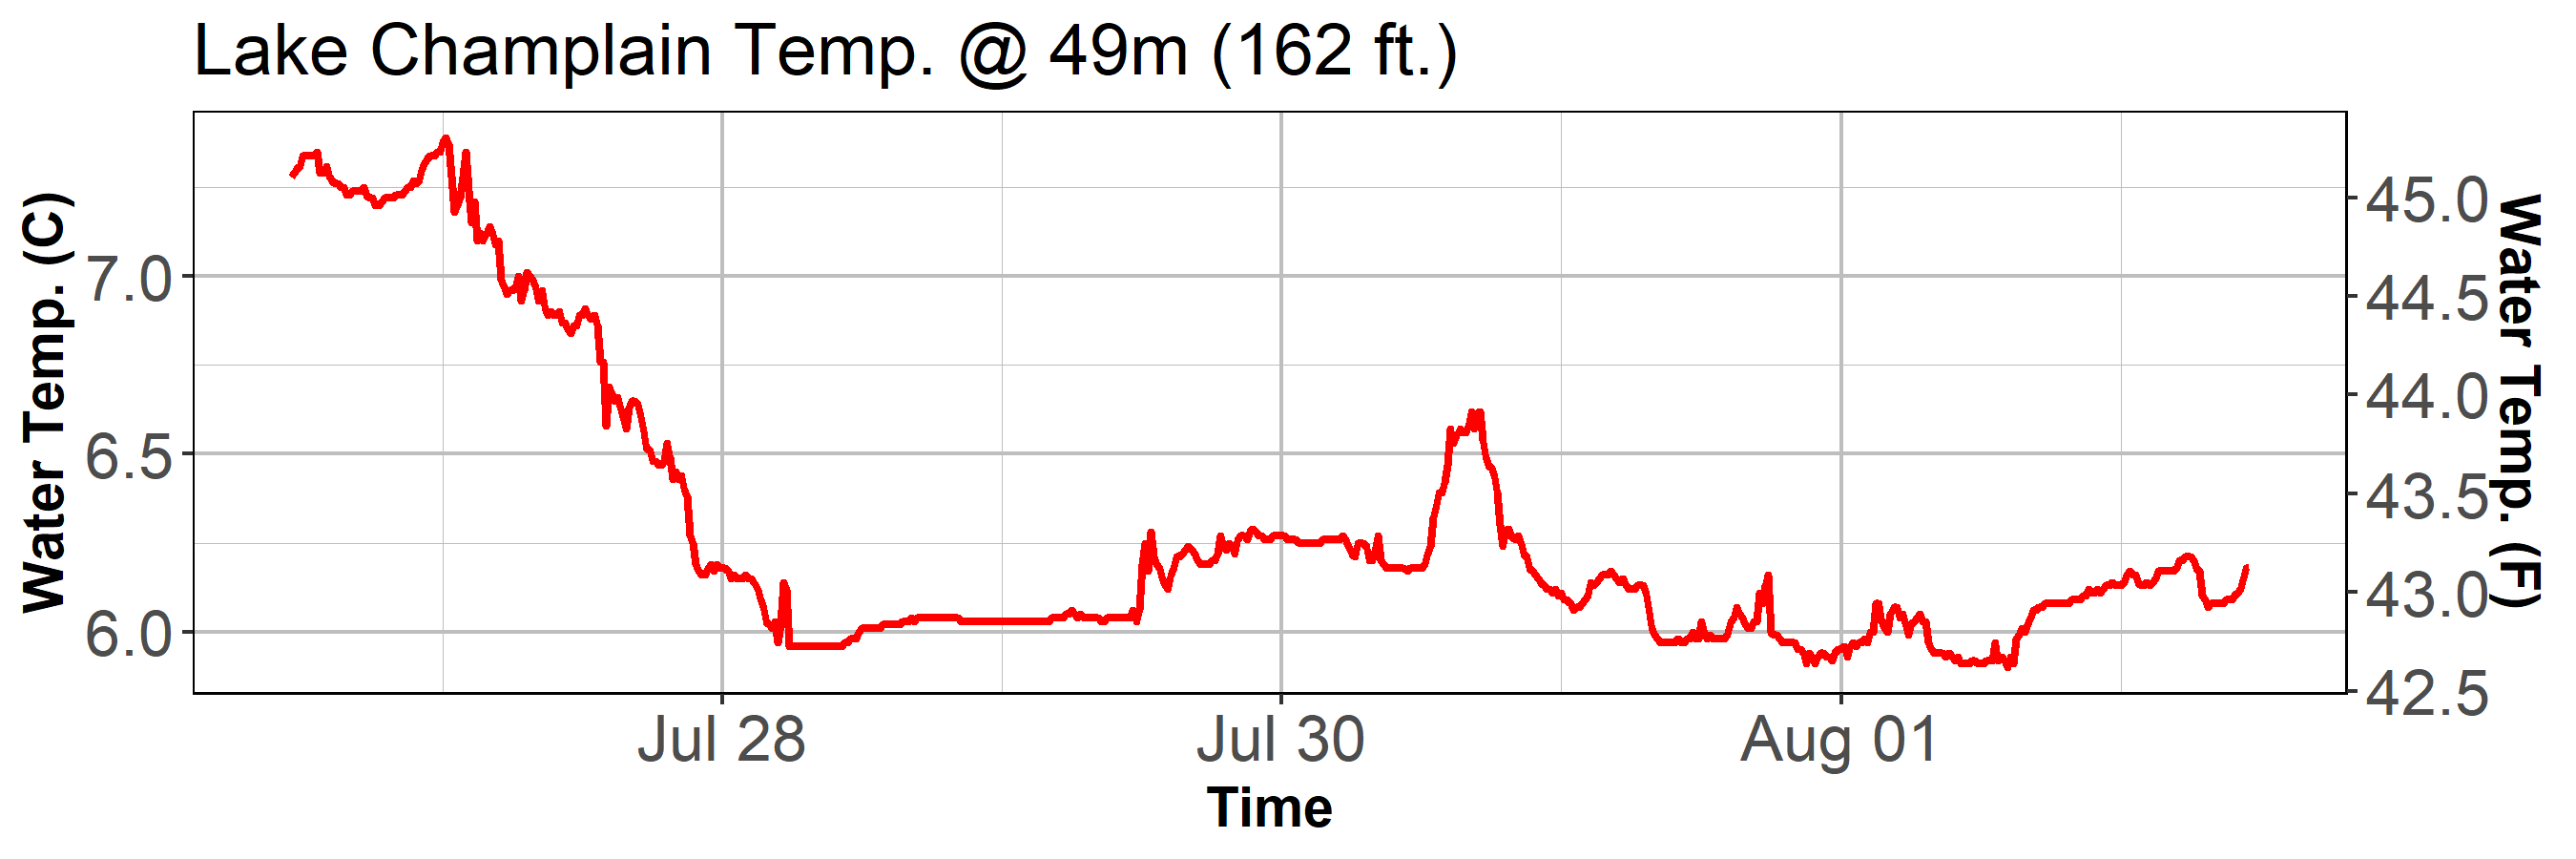 Lake Champlain Temp. @ 49m (162 ft.)
Water Temp. (C)
7.0
6.5
6.0
45.0
44.5
44.0
43.5
43.0
42.5
Water Temp. (F)
Jul 28
Jul 30
Aug 01
Time